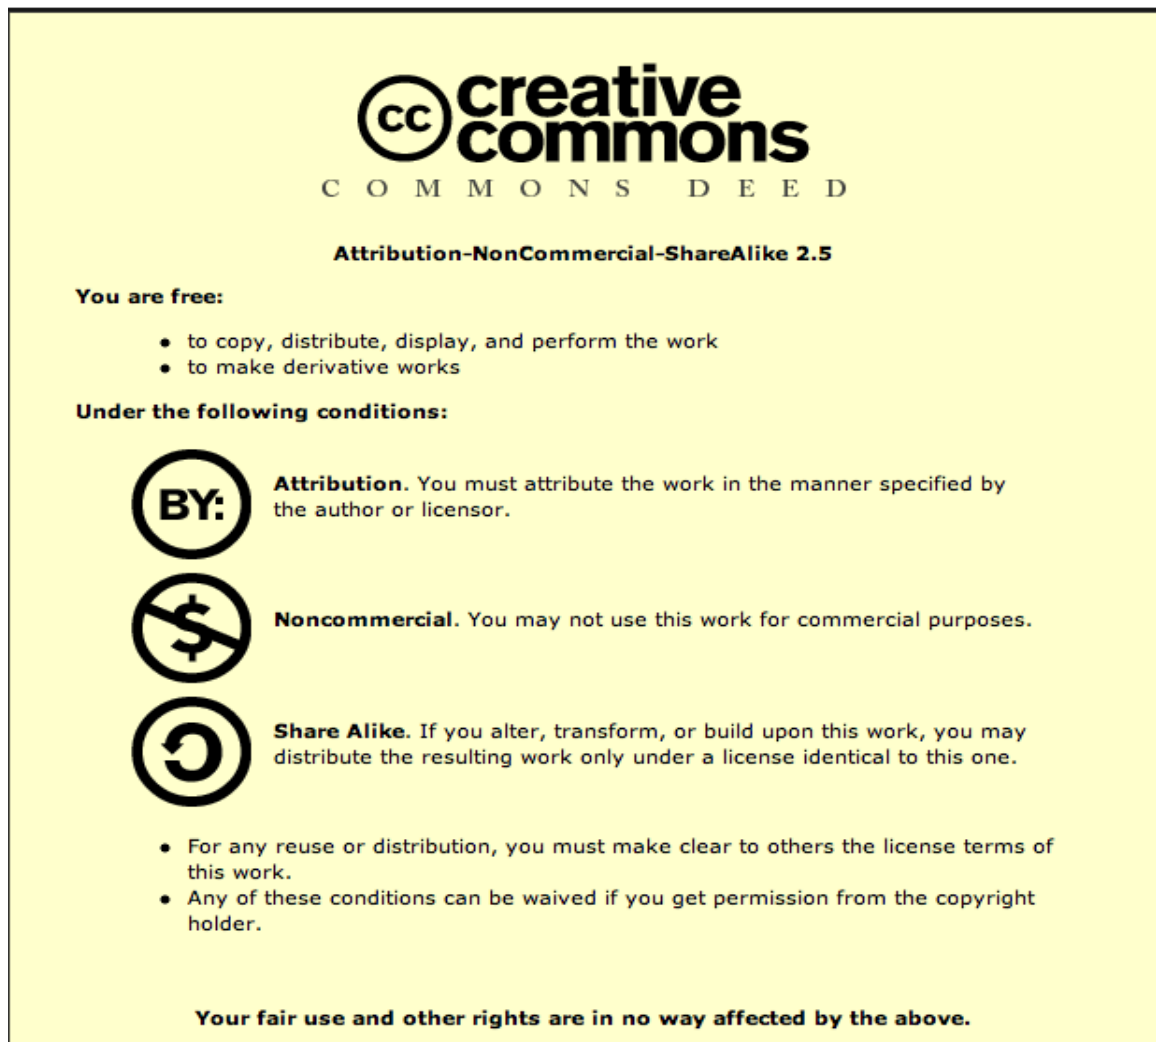 cc creative
commons
COMMONS DEED
Attribution-NonCommercial-ShareAlike 2.5
You are free:
• to copy, distribute, display, and perform the work
• to make derivative works
Under the following conditions:
BY:
Attribution. You must attribute the work in the manner specified by
the author or licensor.
$
Noncommercial. You may not use this work for commercial purposes.
Share Alike. If you alter, transform, or build upon this work, you may
distribute the resulting work only under a license identical to this one.
• For any reuse or distribution, you must make clear to others the license terms of
this work.
• Any of these conditions can be waived if you get permission from the copyright
holder.
Your fair use and other rights are in no way affected by the above.